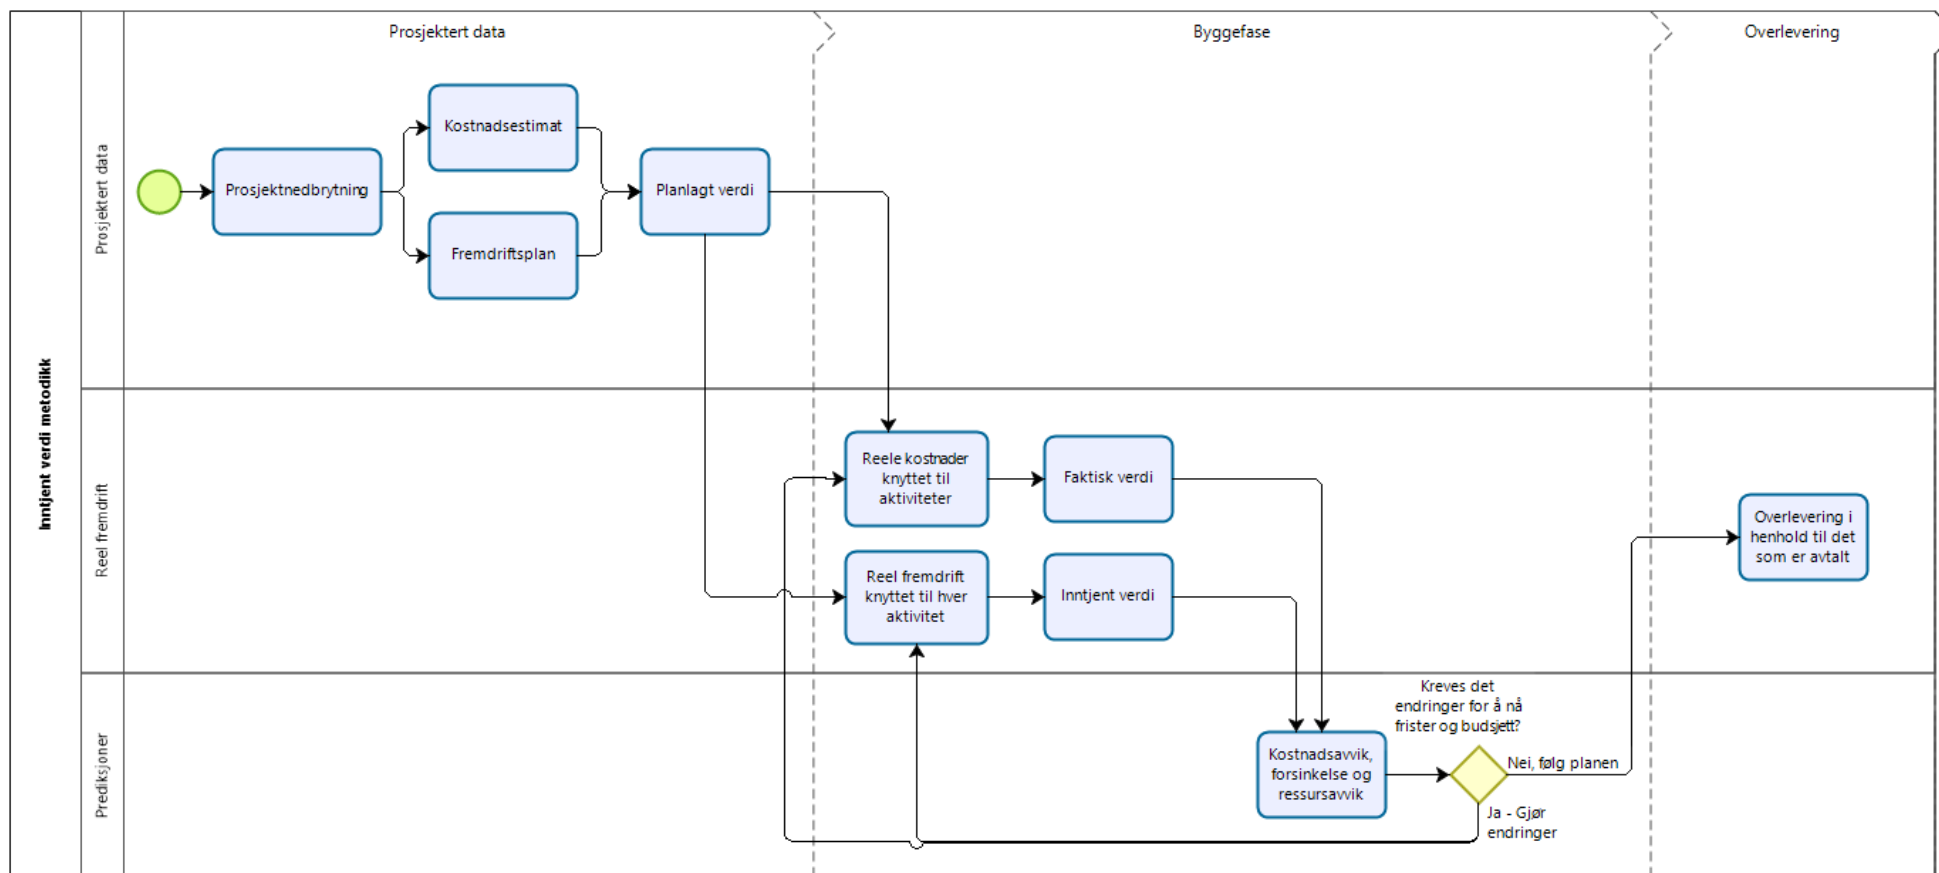 Prosjektert data
Byggefase
Overlevering
Inntjent verdi metodikk
Prosjektert data
Prosjektnedbrytning
Kostnadsestimat
Fremdriftsplan
Planlagt verdi
Reel fremdrift
Reele kostnader
knyttet til
aktiviteter
Faktisk verdi
Reel fremdrift
knyttet til hver
aktivitet
Inntjent verdi
Overlevering i
henhold til det
som er avtalt
Prediksjoner
Kostnadsavvik,
forsinkelse og
ressursavvik
Kreves det
endringer for å nå
frister og budsjett?
Nei, følg planen
Ja - Gjør
endringer